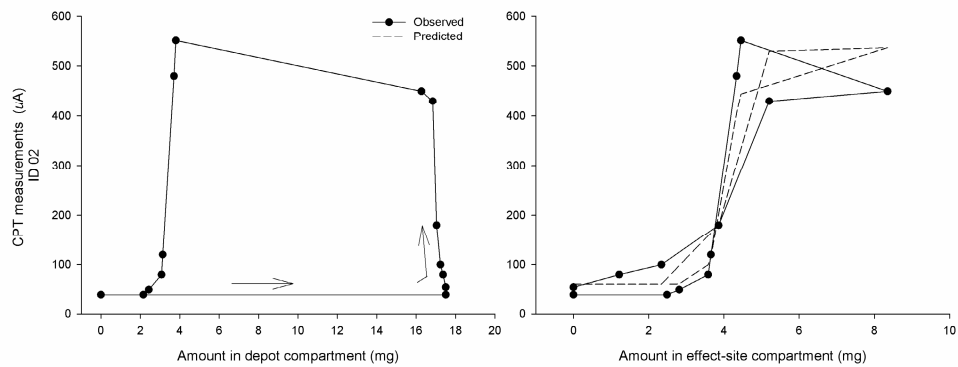 CPT measurements (uA)
ID 02
600
500
400
300
200
100
0
0 2 4 6 8 10 12 14 16 18 20
Amount in depot compartment (mg)
Observed
Predicted
600
500
400
300
200
100
0
0 2 4 6 8 10
Amount in effect-site compartment (mg)